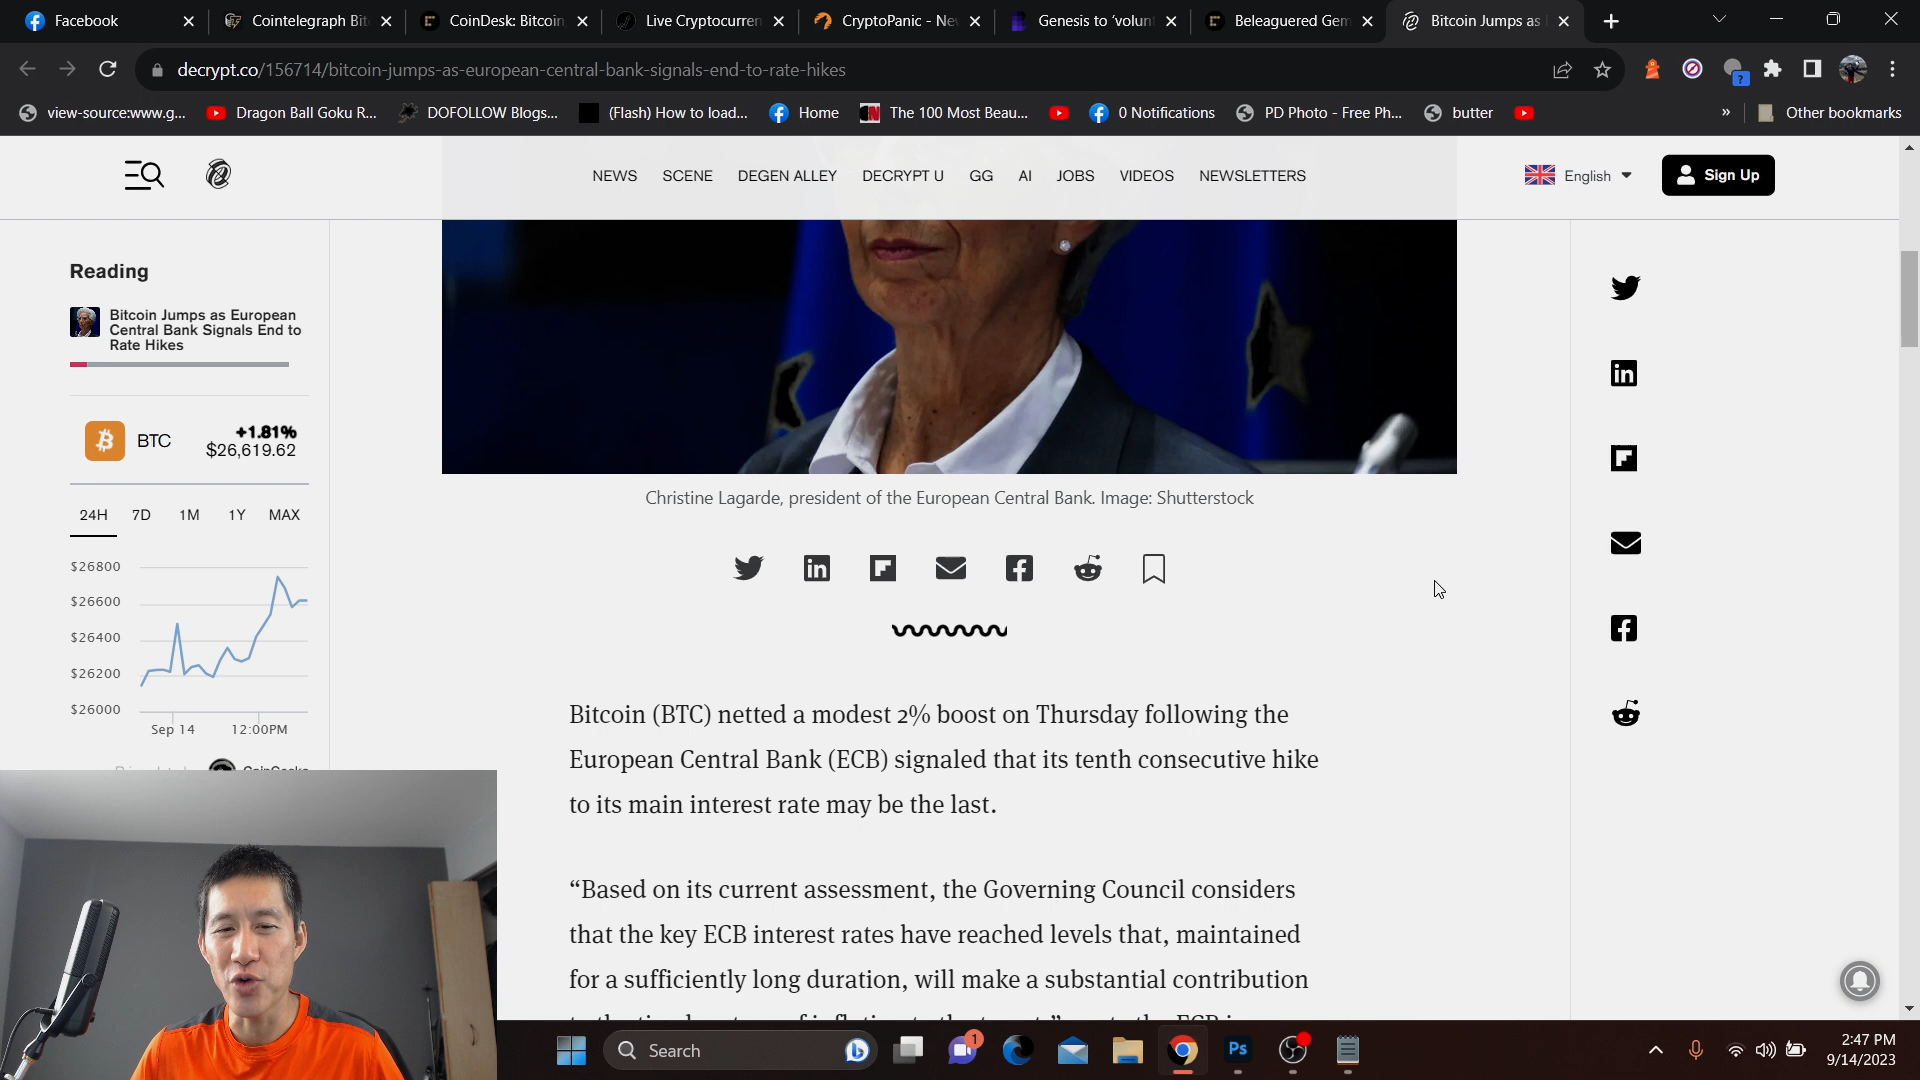 Facebook
Cointelegraph Bit
CoinDesk: Bitcoin,
Live Cryptocurren
CryptoPanic - Ne
Genesis to 'volunt
Beleaguered Gem
Bitcoin Jumps as
decrypt.co/156714/bitcoin-jumps-as-european-central-bank-signals-end-to-rate-hikes
?
view-source:www.g...
Dragon Ball Goku R...
DOFOLLOW Blogs...
(Flash) How to load...
Home
The 100 Most Beau...
0 Notifications
PD Photo - Free Ph...
butter
»
Other bookmarks
NEWS
SCENE
DEGEN ALLEY
DECRYPT U
GG
AI
JOBS
VIDEOS
NEWSLETTERS
English
Sign Up
Reading
Bitcoin Jumps as European
Central Bank Signals End to
Rate Hikes
BTC
+1.81%
$26,619.62
24H 7D 1M 1Y MAX
$26800
$26600
$26400
$26200
$26000
Sep 14 12:00PM
Christine Lagarde, president of the European Central Bank. Image: Shutterstock
Bitcoin (BTC) netted a modest 2% boost on Thursday following the
European Central Bank (ECB) signaled that its tenth consecutive hike
to its main interest rate may be the last.
“Based on its current assessment, the Governing Council considers
that the key ECB interest rates have reached levels that, maintained
for a sufficiently long duration, will make a substantial contribution
Search
1
Ps
2:47 PM
9/14/2023